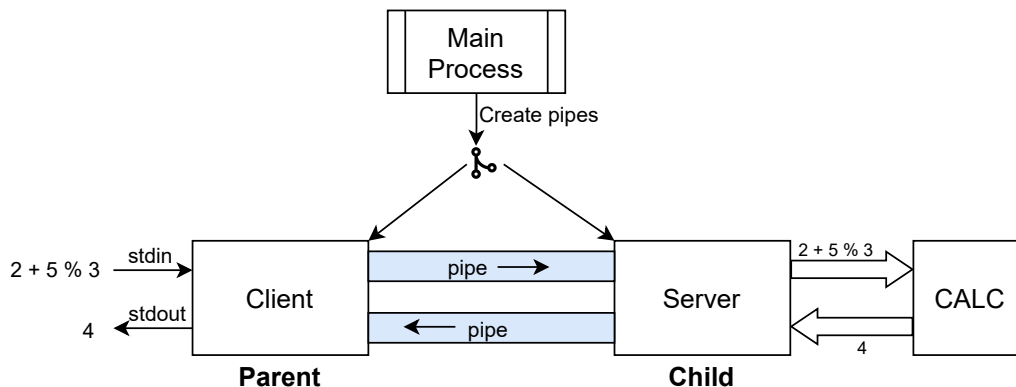 Main
Process
Create pipes
2 + 5 % 3
stdin
4
stdout
Client
pipe
pipe
Server
2 + 5 % 3
4
CALC
Parent
Child